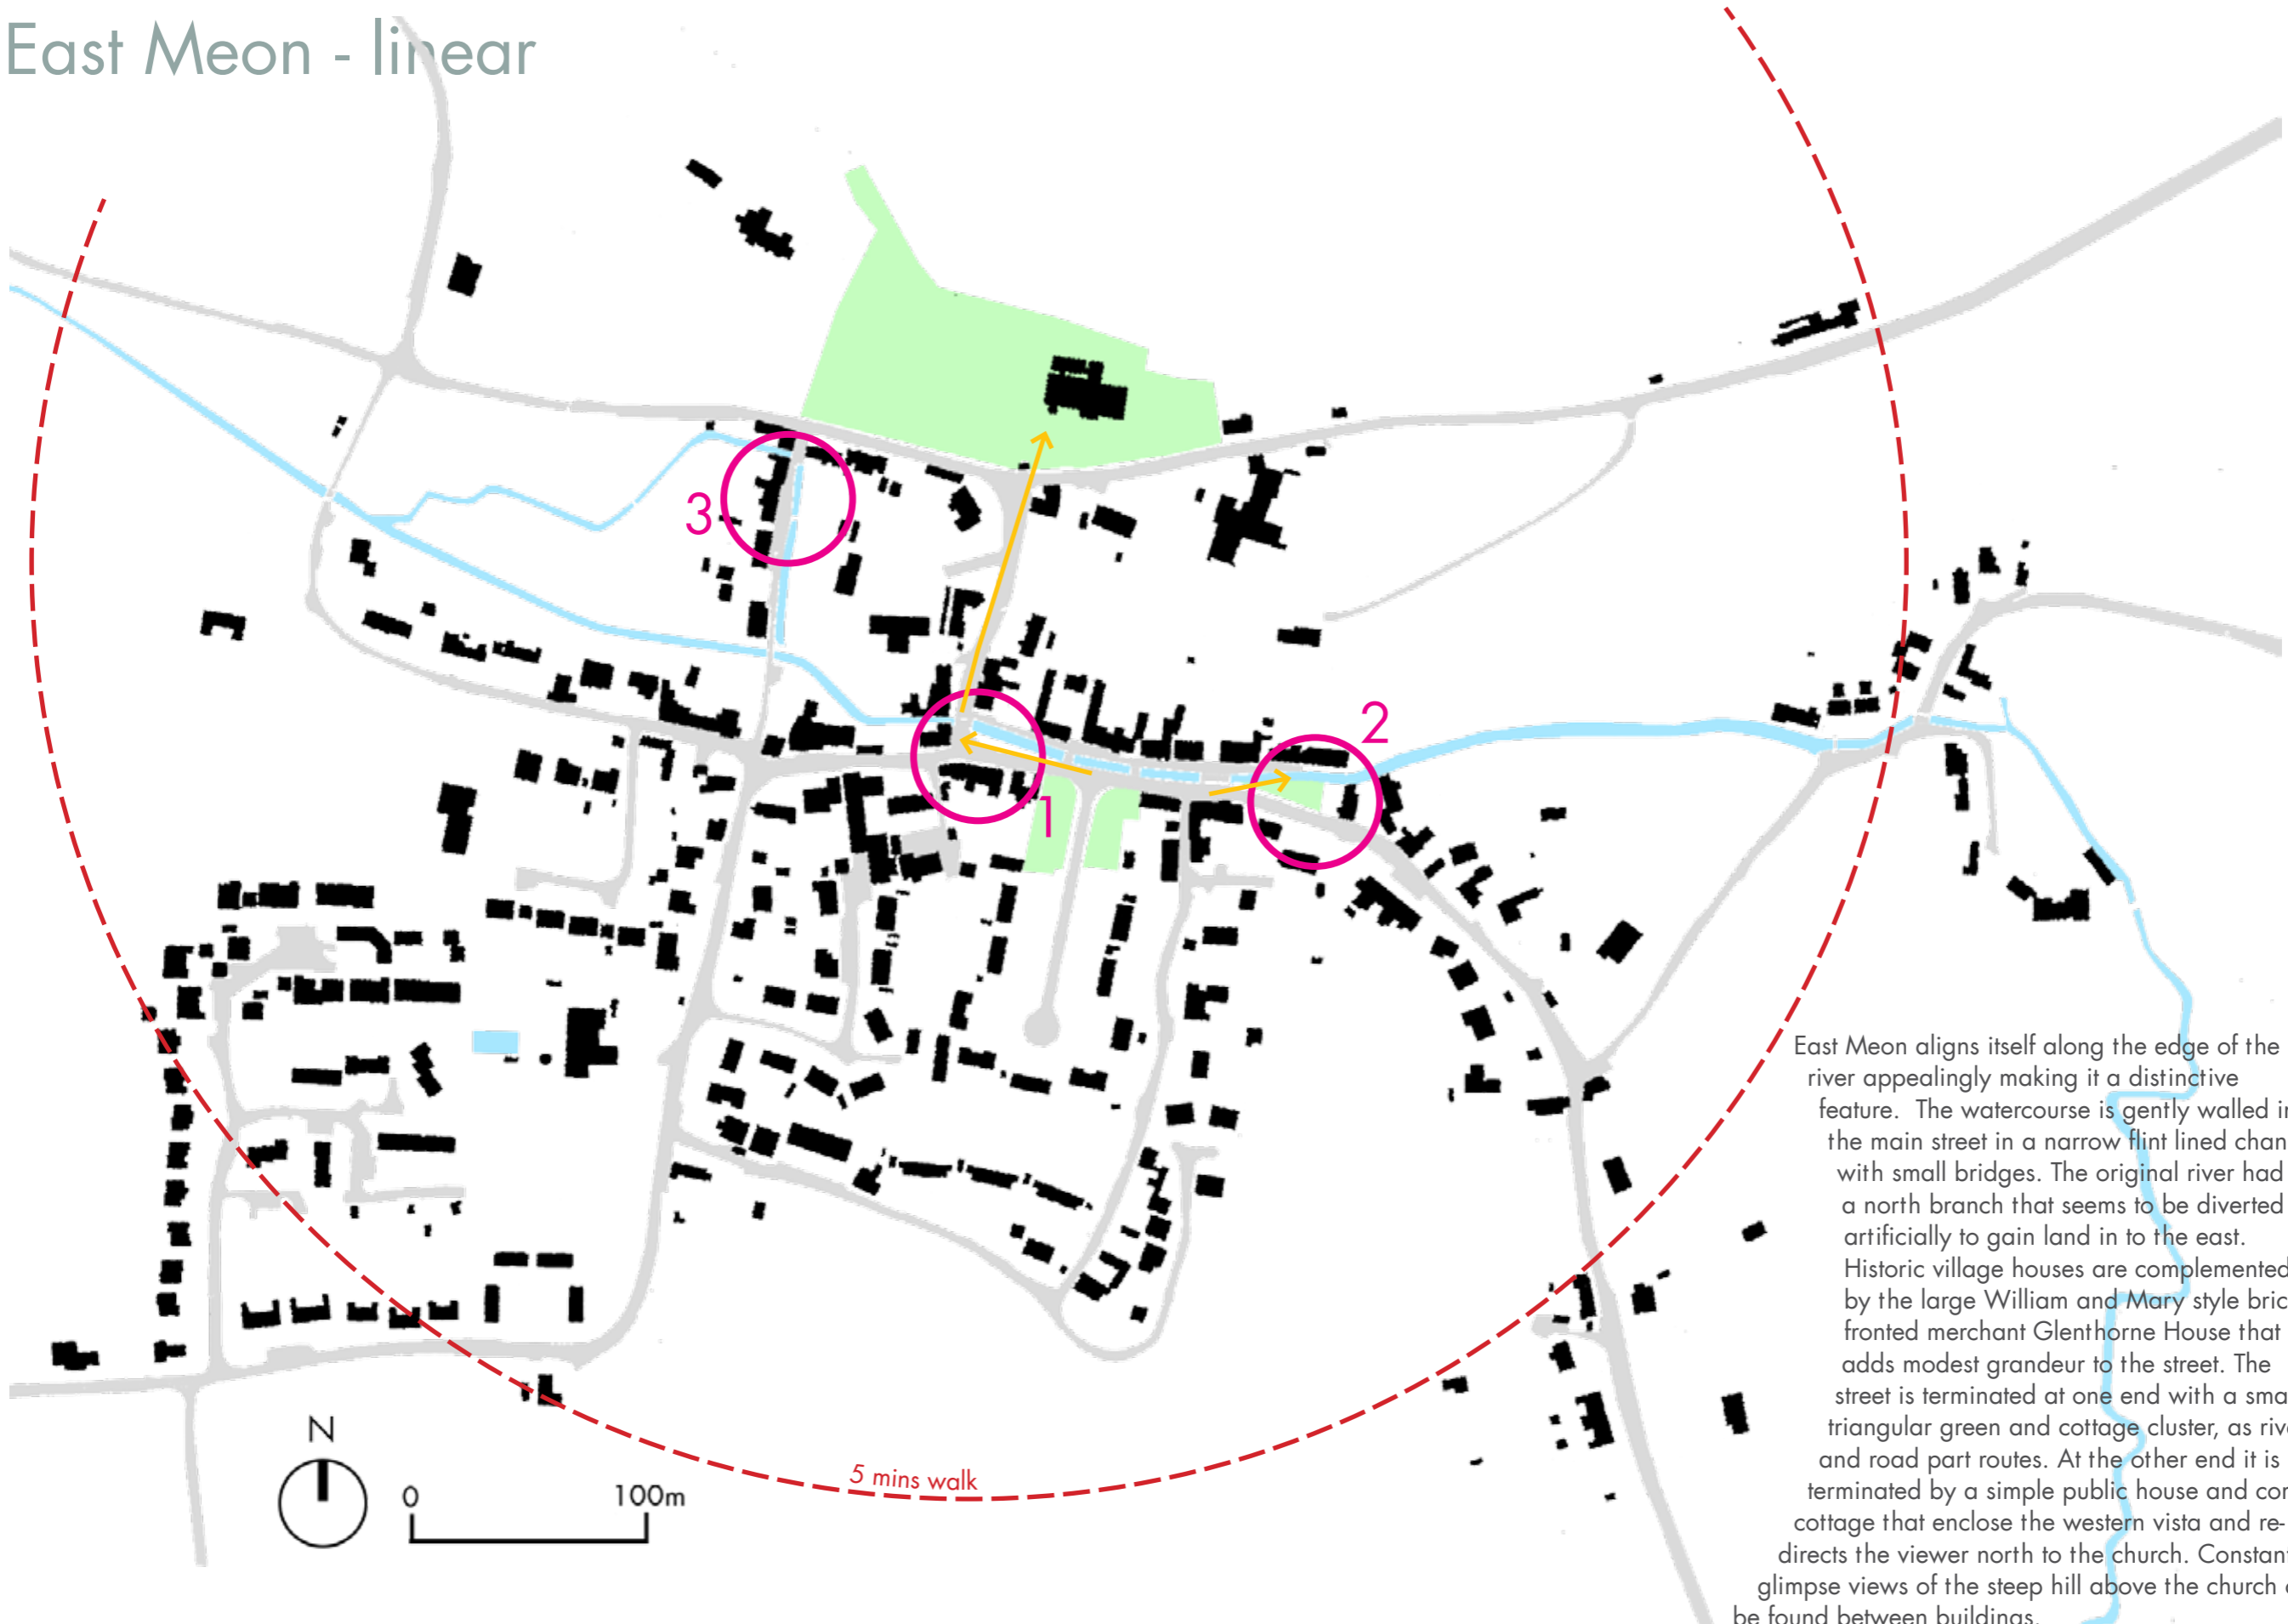 East Meon - linear
3
2
1
East Meon aligns itself along the edge of the
river appealingly making it a distinctive
feature. The watercourse is gently walled in
the main street in a narrow flint lined chan
with small bridges. The original river had
a north branch that seems to be diverted
artificially to gain land in to the east.
Historic village houses are complemented
by the large William and Mary style bric
fronted merchant Glenthorne House that
adds modest grandeur to the street. The
street is terminated at one end with a sma
triangular green and cottage cluster, as rive
and road part routes. At the other end it is
terminated by a simple public house and cor
cottage that enclose the western vista and re-
directs the viewer north to the church. Constant
glimpse views of the steep hill above the church
be found between buildings.
N
0 100m
5 mins walk